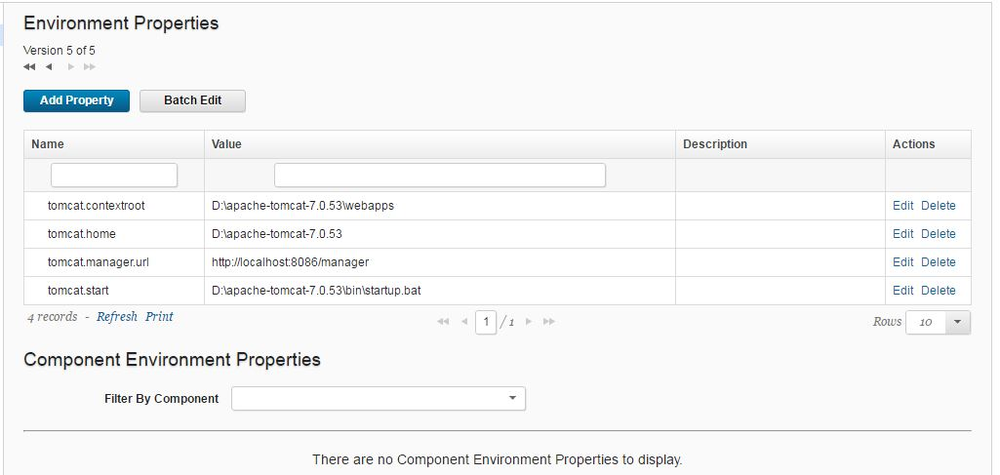 Environment Properties
Version 5 of 5
Add Property Batch Edit
Name Value Description Actions
tomcat.contextroot D:\apache-tomcat-7.0.53\webapps Edit Delete
tomcat.home D:\apache-tomcat-7.0.53 Edit Delete
tomcat.manager.url http://localhost:8086/manager Edit Delete
tomcat.start D:\apache-tomcat-7.0.53\bin\startup.bat Edit Delete
4 records - Refresh Print 1 / 1 Rows 10
Component Environment Properties
Filter By Component
There are no Component Environment Properties to display.